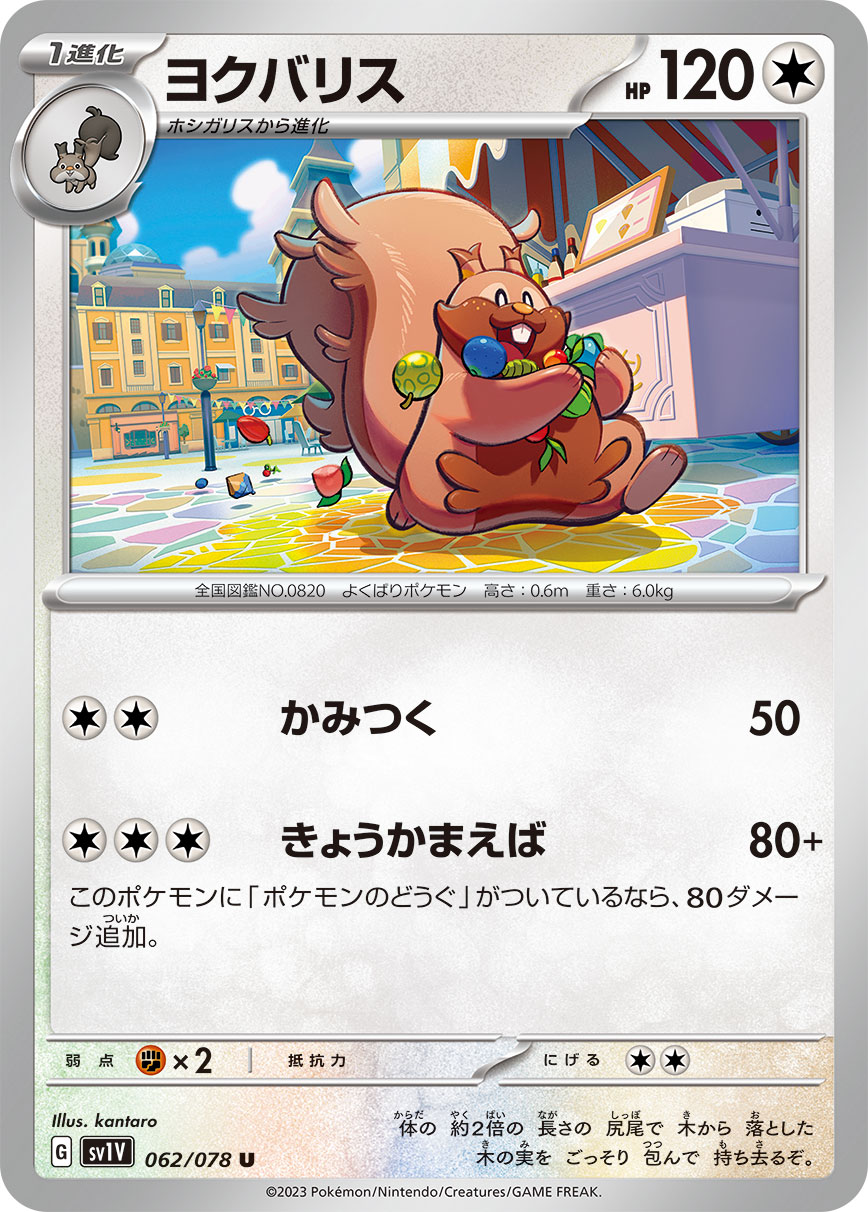 1進化
ヨクバリス
HP 120
ホシガリスから進化
全国図鑑NO.0820 よくばりポケモン 高さ：0.6m 重さ：6.0kg
かみつく 50
きょうかまえば 80+
このポケモンに「ポケモンのどうぐ」がついているなら、80ダメー
ジ追加。
弱点 ×2 抵抗力 にげる
Illus. kantaro
G sv1V 062/078 U
体の 約2倍の 長さの 尻尾で 木から 落とした
木の実を ごっそり 包んで 持ち去るぞ。
©2023 Pokémon/Nintendo/Creatures/GAME FREAK.